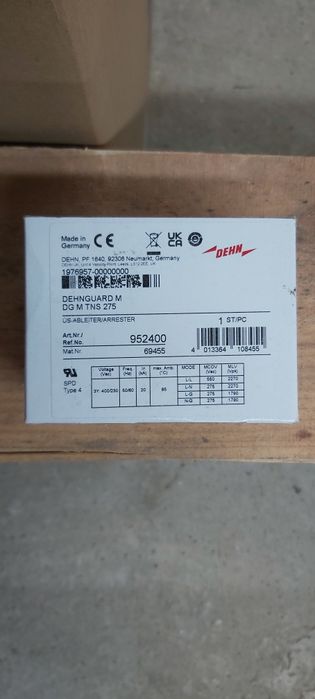 Made in
Germany
CE
UK
CA
DEHN
DEHN, PF 1640, 92306 Neumarkt, Germany
1976957-00000000
DEHNGUARD M
DG M TNS 275
ÜS-ABLEITER/ARRESTER
1 ST/PC
Art.Nr /
Ref.No. 952400
Mat Nr. 69455
4 013364 108455
SPD
Type 4
Voltage (Vac) Freq. (Hz) In (kA) max. Amb. (°C) MODE MCOV (Vac) MLV (Vpk)
3Y: 400/230 50/60 20 85
L-L 550 2270
L-N 275 2270
L-G 275 1790
N-G 275 1790